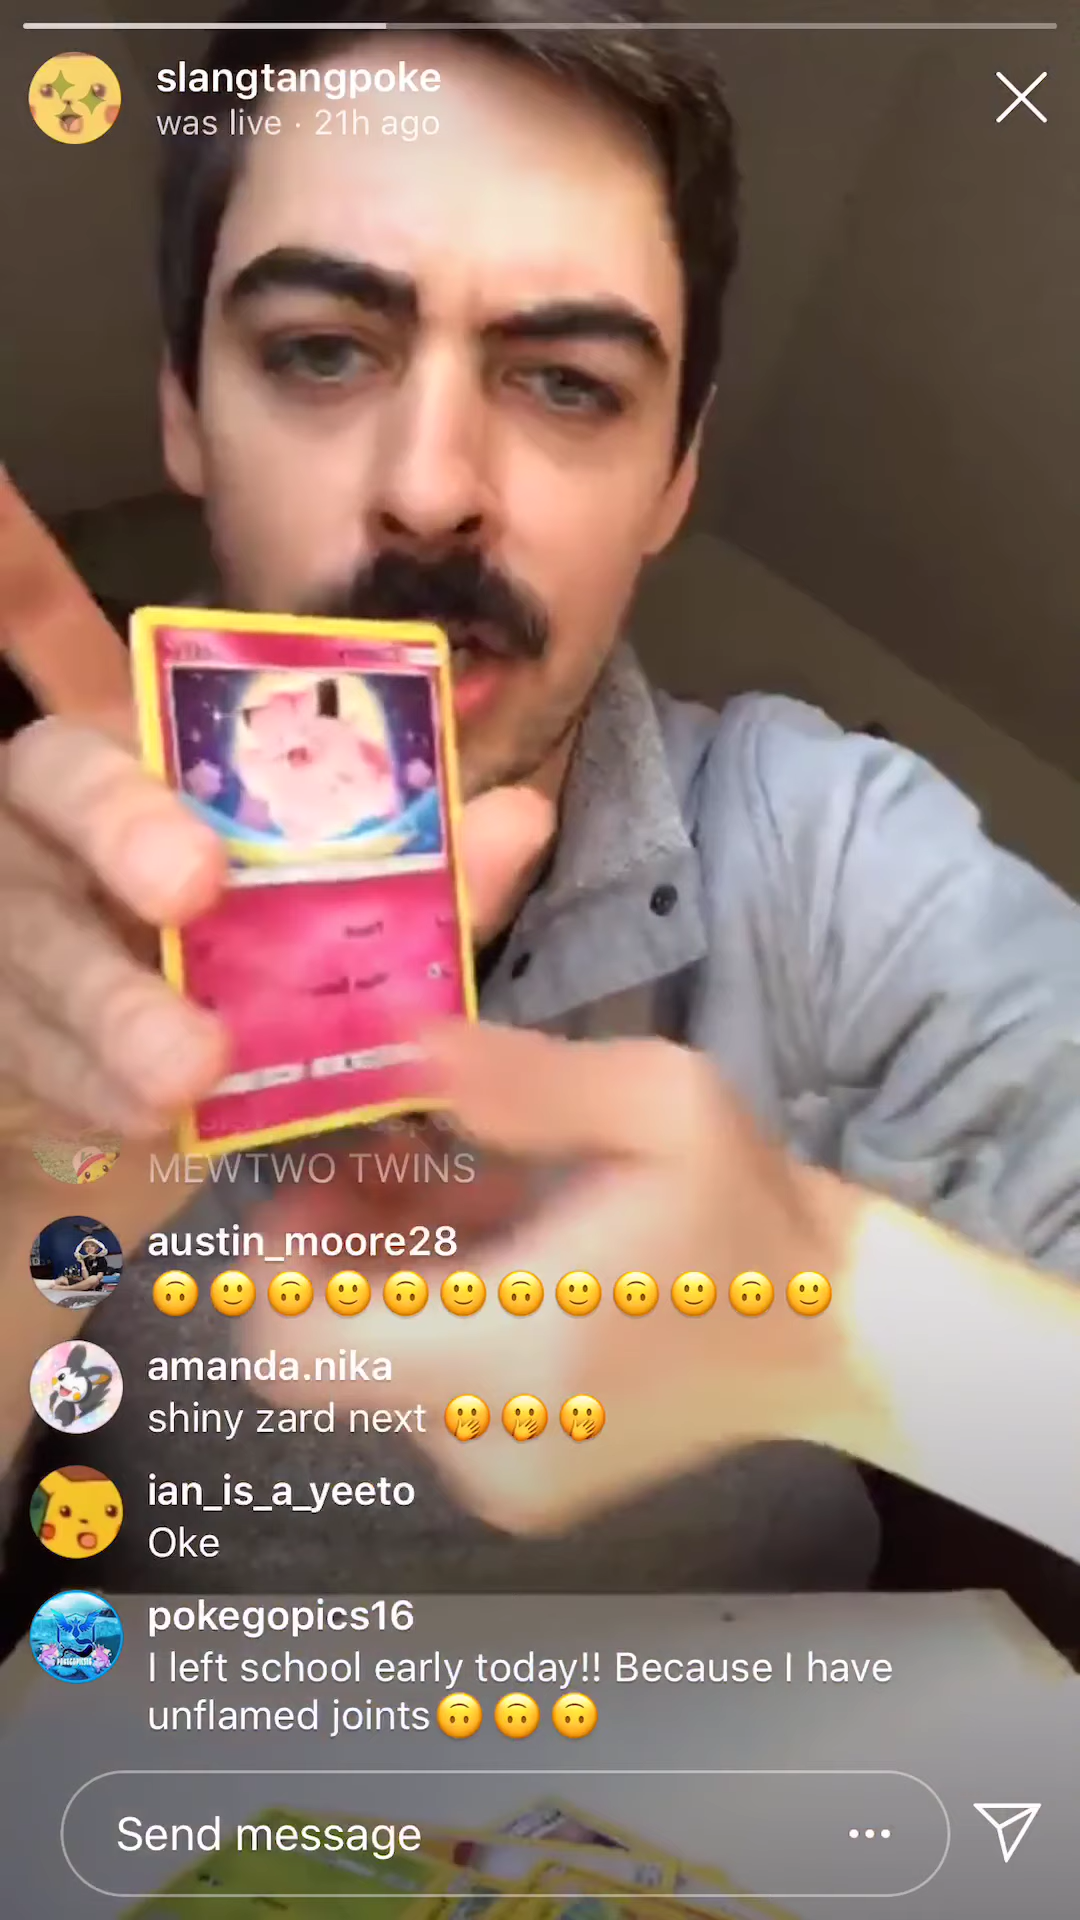 slangtangpoke
was live · 21h ago
MEWTWO TWINS
austin_moore28
🙃🙂🙃🙂🙃🙂🙃🙂🙃🙂🙃🙂
amanda.nika
shiny zard next 🤭🤭🤭
ian_is_a_yeeto
Oke
pokegopics16
I left school early today!! Because I have
unflamed joints🙃🙃🙃
Send message